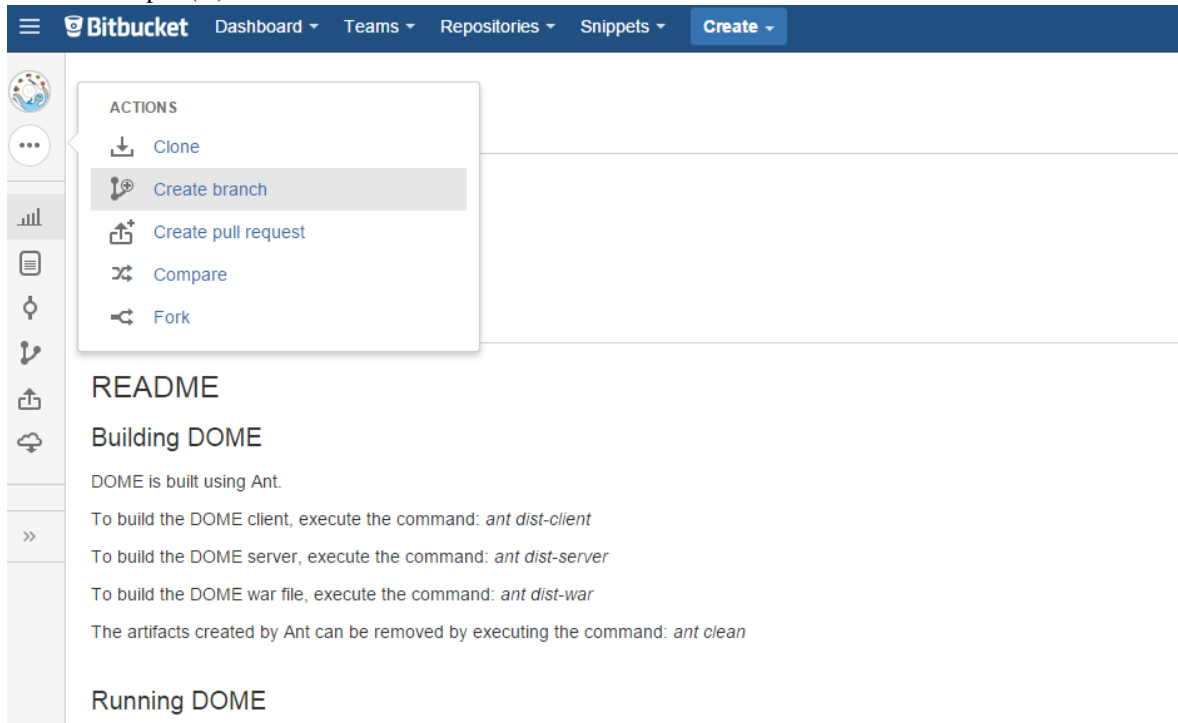 Bitbucket Dashboard Teams Repositories Snippets Create
ACTIONS
Clone
Create branch
Create pull request
Compare
Fork
README
Building DOME
DOME is built using Ant.
To build the DOME client, execute the command: ant dist-client
To build the DOME server, execute the command: ant dist-server
To build the DOME war file, execute the command: ant dist-war
The artifacts created by Ant can be removed by executing the command: ant clean
Running DOME